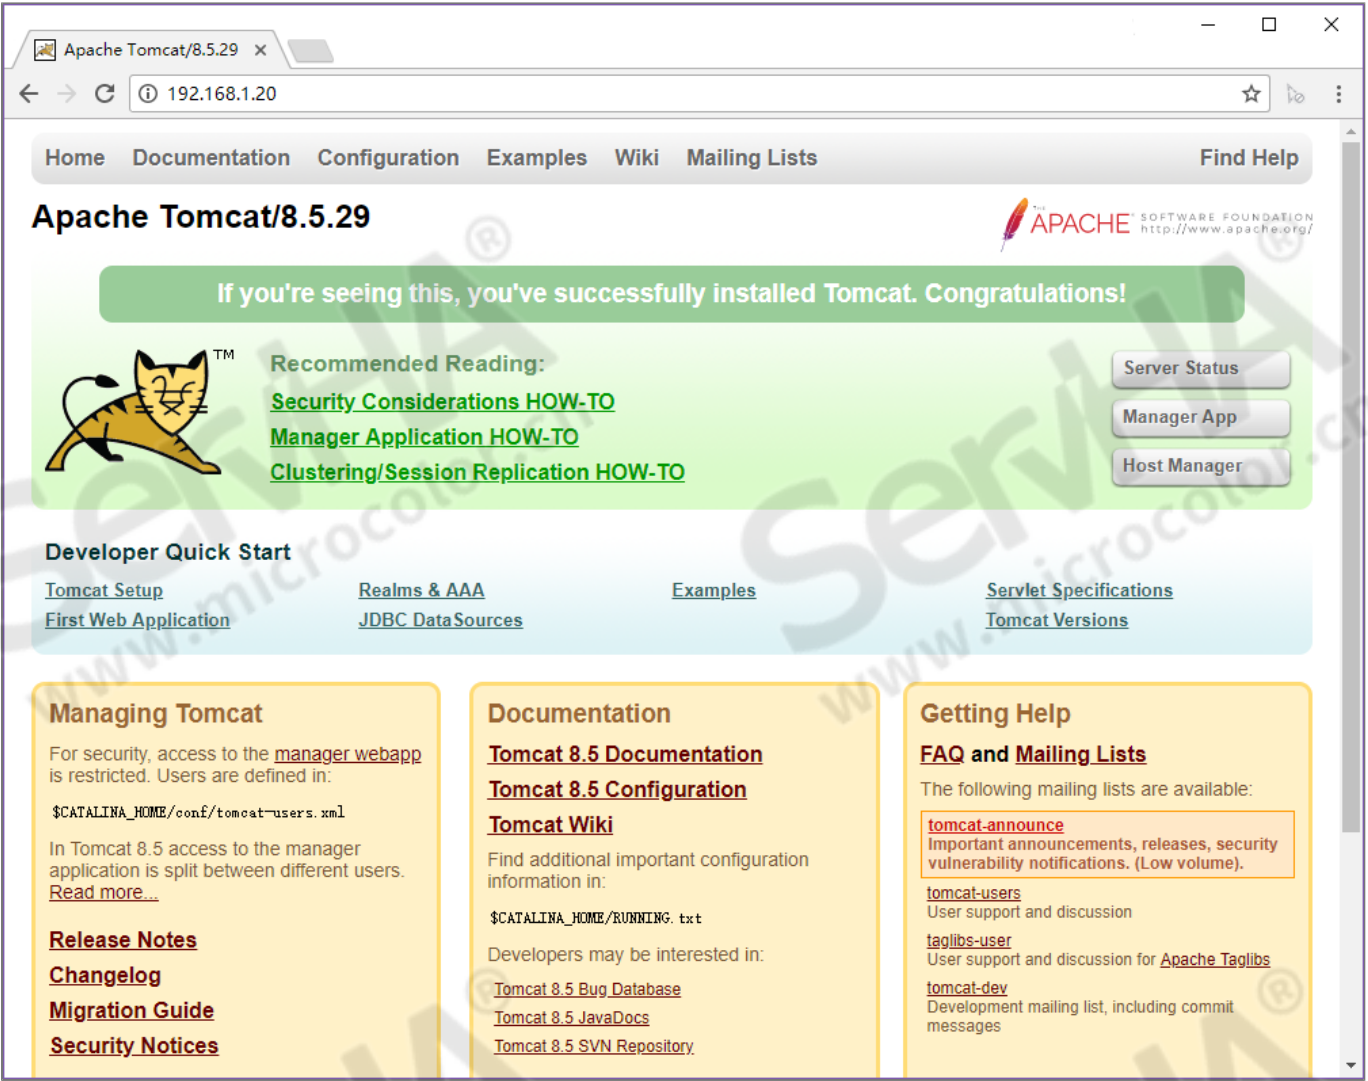 Apache Tomcat/8.5.29
192.168.1.20
Home Documentation Configuration Examples Wiki Mailing Lists Find Help
Apache Tomcat/8.5.29
THE APACHE SOFTWARE FOUNDATION
http://www.apache.org/
If you're seeing this, you've successfully installed Tomcat. Congratulations!
TM
Recommended Reading:
Security Considerations HOW-TO
Manager Application HOW-TO
Clustering/Session Replication HOW-TO
Server Status
Manager App
Host Manager
Developer Quick Start
Tomcat Setup
First Web Application
Realms & AAA
JDBC DataSources
Examples
Servlet Specifications
Tomcat Versions
Managing Tomcat
For security, access to the manager webapp
is restricted. Users are defined in:
$CATALINA_HOME/conf/tomcat-users.xml
In Tomcat 8.5 access to the manager
application is split between different users.
Read more...
Release Notes
Changelog
Migration Guide
Security Notices
Documentation
Tomcat 8.5 Documentation
Tomcat 8.5 Configuration
Tomcat Wiki
Find additional important configuration
information in:
$CATALINA_HOME/RUNNING.txt
Developers may be interested in:
Tomcat 8.5 Bug Database
Tomcat 8.5 JavaDocs
Tomcat 8.5 SVN Repository
Getting Help
FAQ and Mailing Lists
The following mailing lists are available:
tomcat-announce
Important announcements, releases, security
vulnerability notifications. (Low volume).
tomcat-users
User support and discussion
taglibs-user
User support and discussion for Apache Taglibs
tomcat-dev
Development mailing list, including commit
messages
ServHA®
www.microcolor.cn
ServHA®
www.microcolor.cn